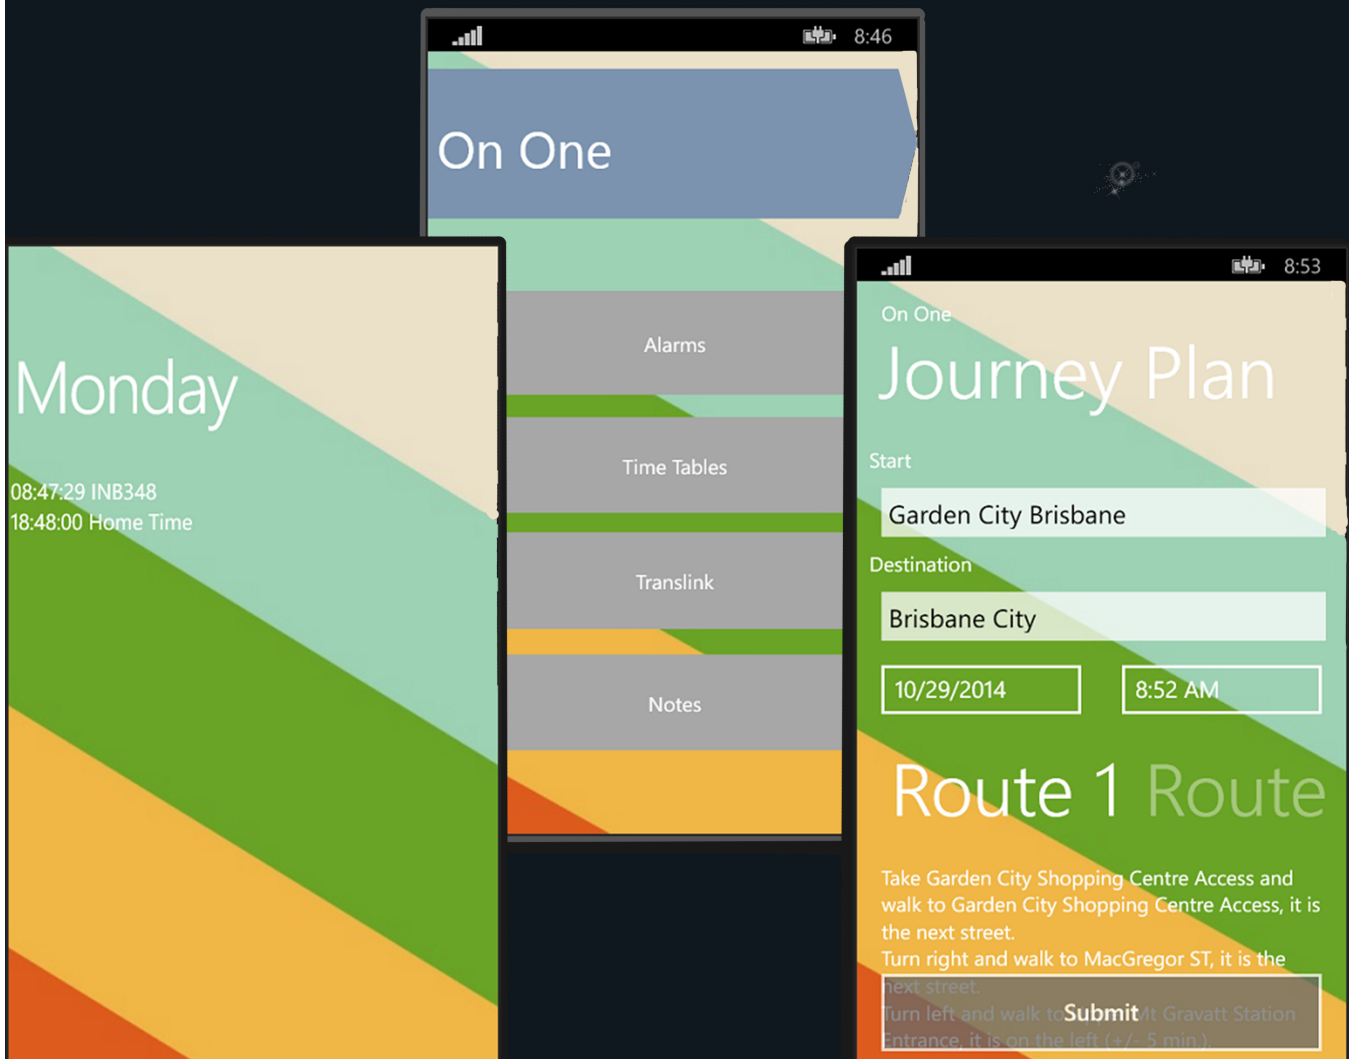 8:46
On One
Alarms
Time Tables
Translink
Notes
Monday
08:47:29 INB348
18:48:00 Home Time
8:53
On One
Journey Plan
Start
Garden City Brisbane
Destination
Brisbane City
10/29/2014
8:52 AM
Route 1 Route
Take Garden City Shopping Centre Access and
walk to Garden City Shopping Centre Access, it is
the next street.
Turn right and walk to MacGregor ST, it is the
next street.
Turn left and walk to Mt Gravatt Station
Entrance, it is on the left (+/- 5 min.).
Submit